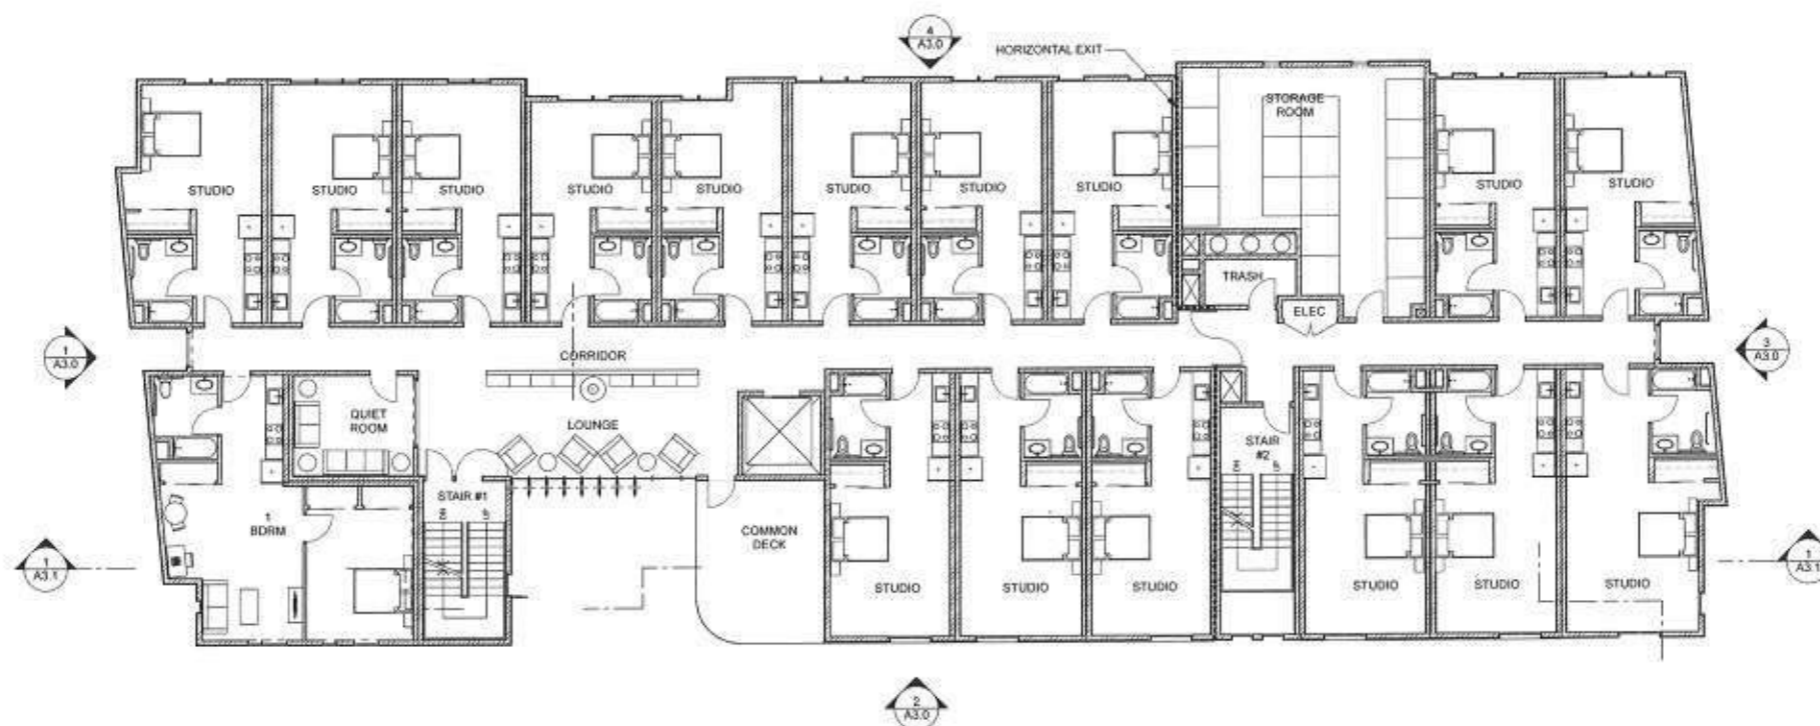 4
A3.0
HORIZONTAL EXIT
STORAGE
ROOM
STUDIO
STUDIO
STUDIO
STUDIO
STUDIO
STUDIO
STUDIO
STUDIO
STUDIO
STUDIO
TRASH
ELEC
1
A3.0
CORRIDOR
3
A3.0
QUIET
ROOM
LOUNGE
STAIR
#2
STAIR #1
1
BDRM
COMMON
DECK
1
A3.1
1
A3.1
STUDIO
STUDIO
STUDIO
STUDIO
STUDIO
STUDIO
2
A3.0